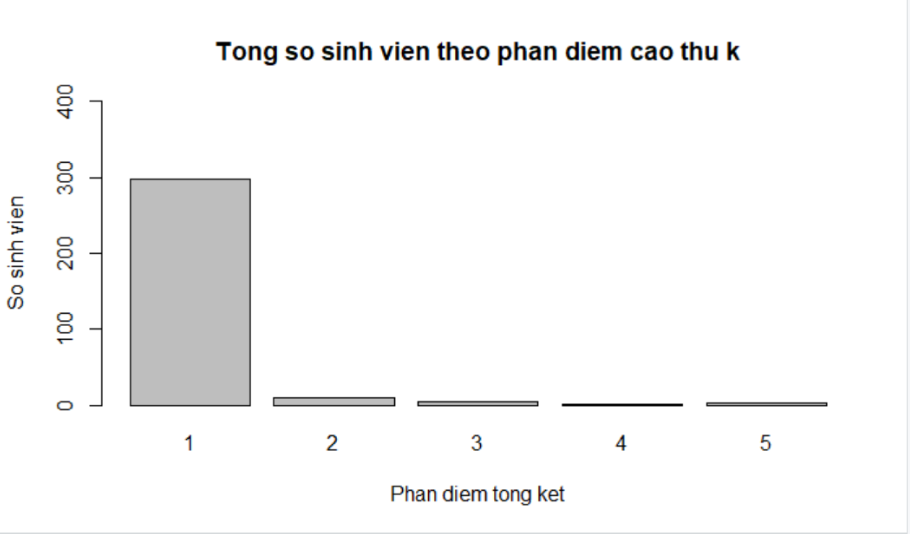 Tong so sinh vien theo phan diem cao thu k
So sinh vien
400
300
200
100
0
1 2 3 4 5
Phan diem tong ket